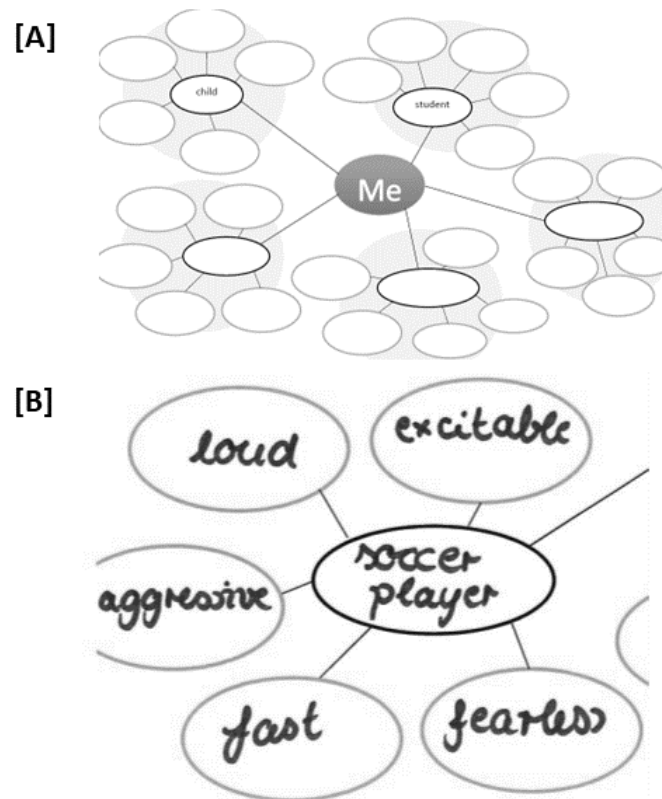 [A]
child
student
Me
[B]
loud
excitable
soccer
player
aggressive
fast
fearless